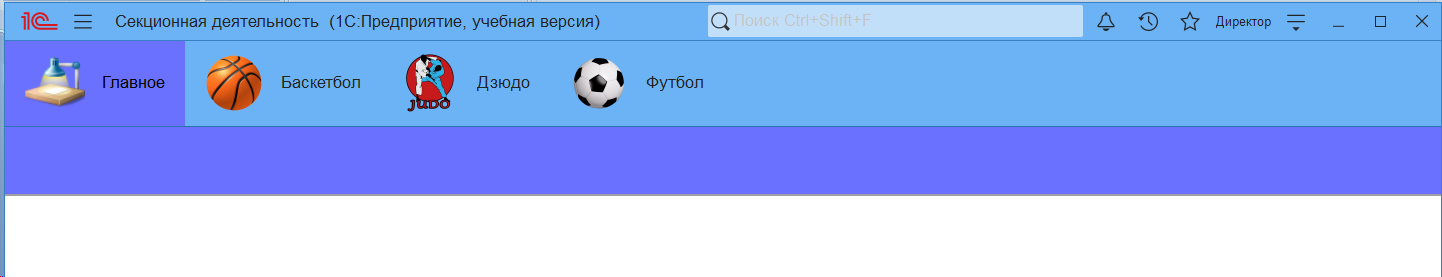 1С Секционная деятельность (1С:Предприятие, учебная версия) Поиск Ctrl+Shift+F Директор
Главное Баскетбол JUDO Дзюдо Футбол